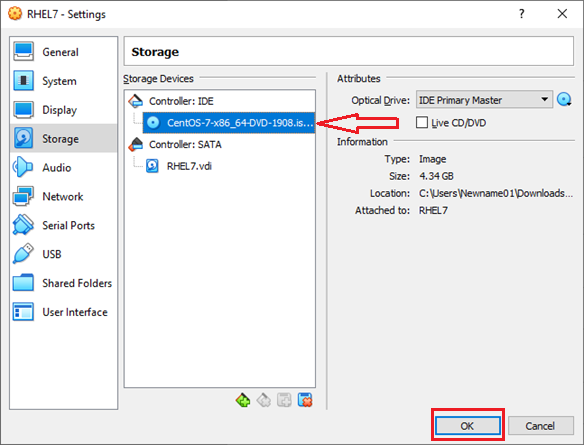 RHEL7 - Settings
?
General
System
Display
Storage
Audio
Network
Serial Ports
USB
Shared Folders
User Interface
Storage
Storage Devices
Controller: IDE
CentOS-7-x86_64-DVD-1908.is...
Controller: SATA
RHEL7.vdi
Attributes
Optical Drive: IDE Primary Master
Live CD/DVD
Information
Type: Image
Size: 4.34 GB
Location: C:\Users\Newname01\Downloads...
Attached to: RHEL7
OK Cancel